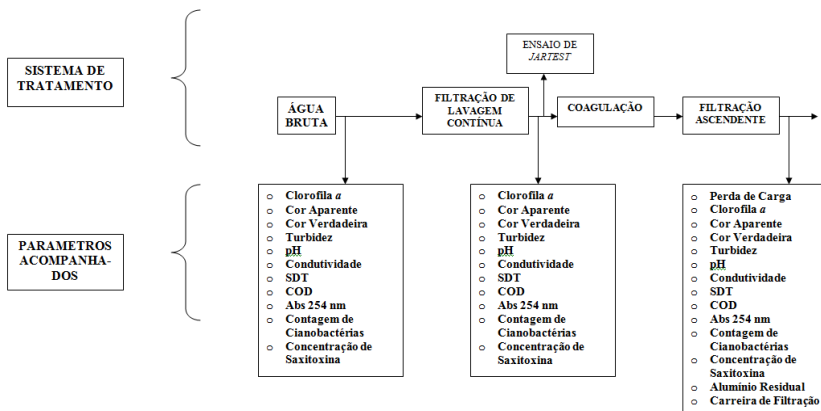 SISTEMA DE
TRATAMENTO
ENSAIO DE
JARTEST
ÁGUA
BRUTA
FILTRAÇÃO DE
LAVAGEM
CONTÍNUA
COAGULAÇÃO
FILTRAÇÃO
ASCENDENTE
PARAMETROS
ACOMPANHA-
DOS
o Clorofila a
o Cor Aparente
o Cor Verdadeira
o Turbidez
o pH
o Condutividade
o SDT
o COD
o Abs 254 nm
o Contagem de
Cianobactérias
o Concentração de
Saxitoxina
o Clorofila a
o Cor Aparente
o Cor Verdadeira
o Turbidez
o pH
o Condutividade
o SDT
o COD
o Abs 254 nm
o Contagem de
Cianobactérias
o Concentração de
Saxitoxina
o Perda de Carga
o Clorofila a
o Cor Aparente
o Cor Verdadeira
o Turbidez
o pH
o Condutividade
o SDT
o COD
o Abs 254 nm
o Contagem de
Cianobactérias
o Concentração de
Saxitoxina
o Alumínio Residual
o Carreira de Filtração